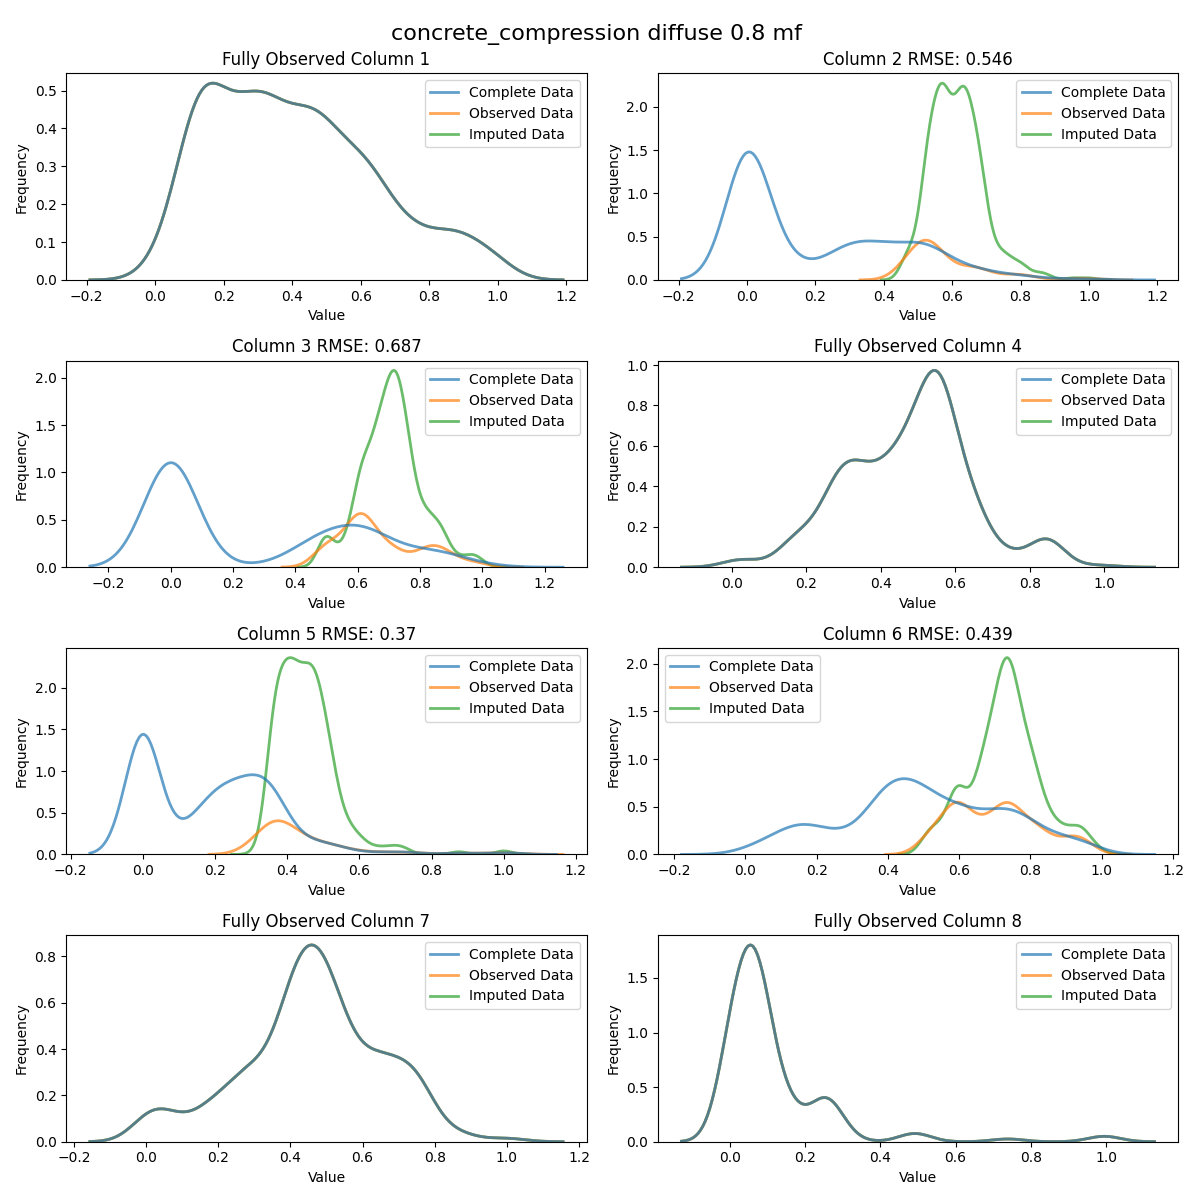 concrete_compression diffuse 0.8 mf
Fully Observed Column 1
Frequency
0.5
0.4
0.3
0.2
0.1
0.0
Complete Data
Observed Data
Imputed Data
−0.2 0.0 0.2 0.4 0.6 0.8 1.0 1.2
Value
Column 2 RMSE: 0.546
Frequency
2.0
1.5
1.0
0.5
0.0
Complete Data
Observed Data
Imputed Data
−0.2 0.0 0.2 0.4 0.6 0.8 1.0 1.2
Value
Column 3 RMSE: 0.687
Frequency
2.0
1.5
1.0
0.5
0.0
Complete Data
Observed Data
Imputed Data
−0.2 0.0 0.2 0.4 0.6 0.8 1.0 1.2
Value
Fully Observed Column 4
Frequency
1.0
0.8
0.6
0.4
0.2
0.0
Complete Data
Observed Data
Imputed Data
0.0 0.2 0.4 0.6 0.8 1.0
Value
Column 5 RMSE: 0.37
Frequency
2.0
1.5
1.0
0.5
0.0
Complete Data
Observed Data
Imputed Data
−0.2 0.0 0.2 0.4 0.6 0.8 1.0 1.2
Value
Column 6 RMSE: 0.439
Frequency
2.0
1.5
1.0
0.5
0.0
Complete Data
Observed Data
Imputed Data
−0.2 0.0 0.2 0.4 0.6 0.8 1.0 1.2
Value
Fully Observed Column 7
Frequency
0.8
0.6
0.4
0.2
0.0
Complete Data
Observed Data
Imputed Data
−0.2 0.0 0.2 0.4 0.6 0.8 1.0 1.2
Value
Fully Observed Column 8
Frequency
1.5
1.0
0.5
0.0
Complete Data
Observed Data
Imputed Data
0.0 0.2 0.4 0.6 0.8 1.0
Value